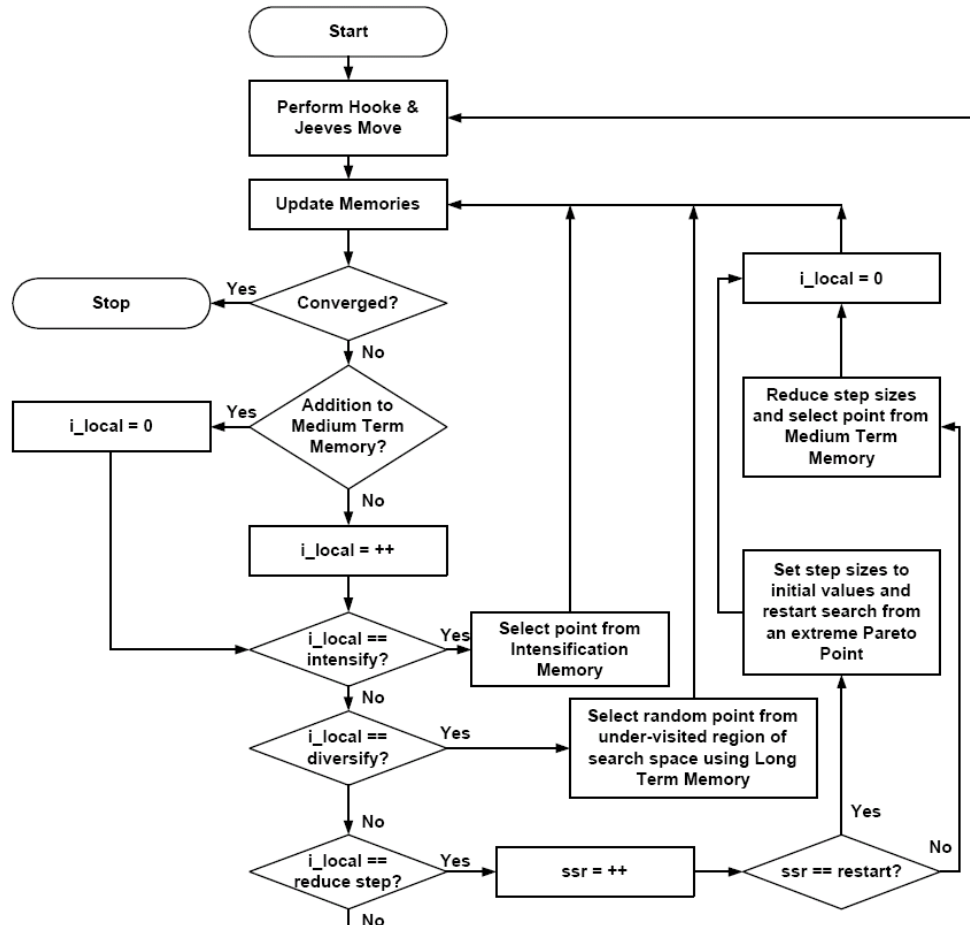 Start
Perform Hooke &
Jeeves Move
Update Memories
i_local = 0
Converged?
Yes
Stop
No
Addition to
Medium Term
Memory?
Yes
i_local = 0
Reduce step sizes
and select point from
Medium Term
Memory
No
i_local = ++
Set step sizes to
initial values and
restart search from
an extreme Pareto
Point
i_local ==
intensify?
Yes
Select point from
Intensification
Memory
No
i_local ==
diversify?
Yes
Select random point from
under-visited region of
search space using Long
Term Memory
No
i_local ==
reduce step?
Yes
ssr = ++
ssr == restart?
Yes
No
No